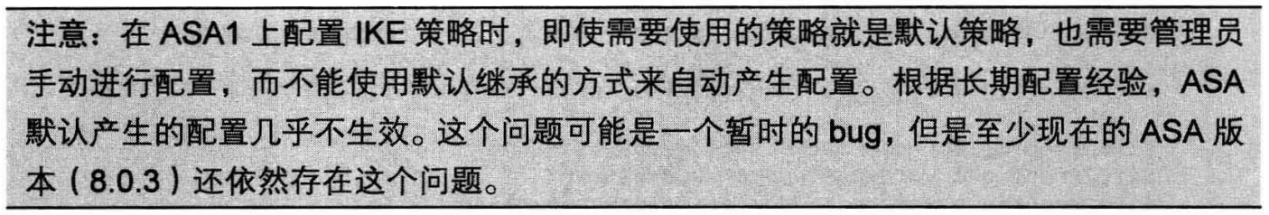 注意：在 ASA1 上配置 IKE 策略时，即使需要使用的策略就是默认策略，也需要管理员
手动进行配置，而不能使用默认继承的方式来自动产生配置。根据长期配置经验，ASA
默认产生的配置几乎不生效。这个问题可能是一个暂时的 bug，但是至少现在的 ASA 版
本（8.0.3）还依然存在这个问题。